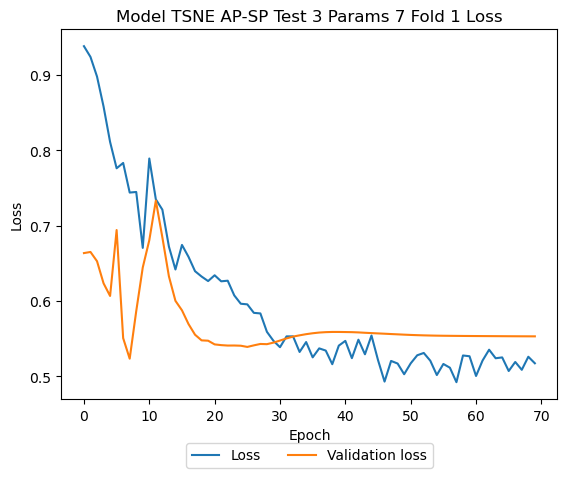 Model TSNE AP-SP Test 3 Params 7 Fold 1 Loss
Loss
0.9
0.8
0.7
0.6
0.5
0 10 20 30 40 50 60 70
Epoch
Loss Validation loss